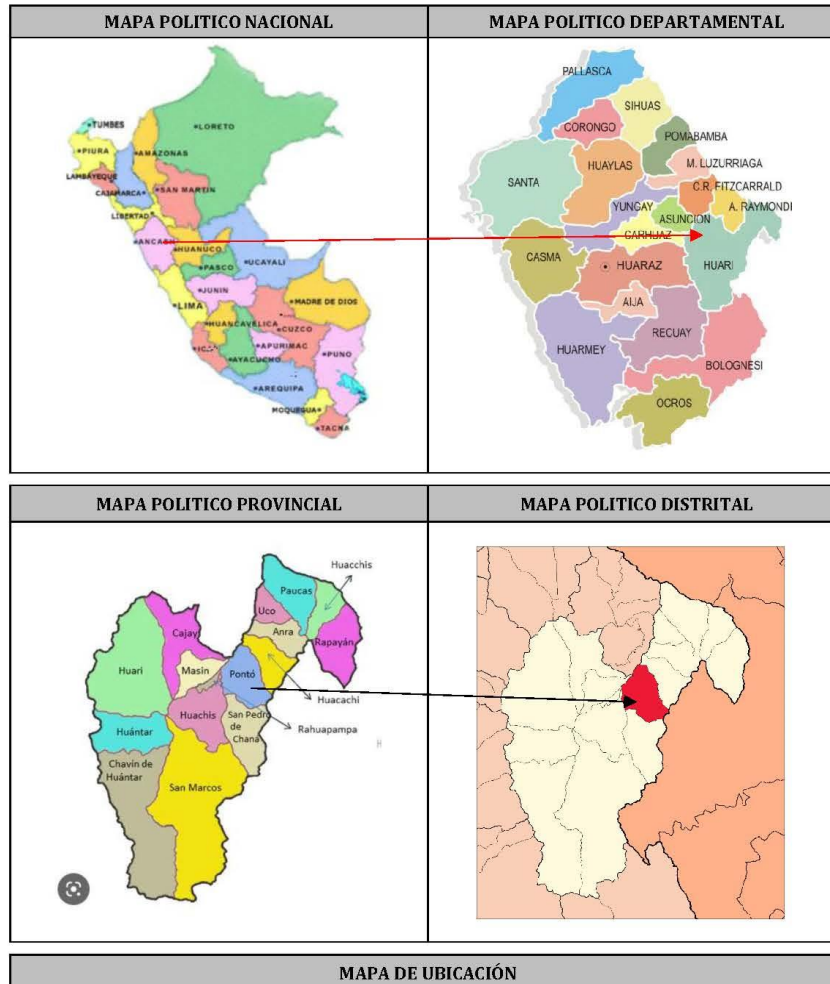 MAPA POLITICO NACIONAL
MAPA POLITICO DEPARTAMENTAL
TUMBES
LORETO
PIURA
AMAZONAS
LAMBAYEQUE
CAJAMARCA
SAN MARTIN
LIBERTAD
ANCASH
HUANUCO
UCAYALI
PASCO
JUNIN
LIMA
MADRE DE DIOS
HUANCAVELICA
CUZCO
APURIMAC
PUNO
AYACUCHO
AREQUIPA
MOQUEGUA
TACNA
PALLASCA
SIHUAS
CORONGO
POMABAMBA
HUAYLAS
M. LUZURRIAGA
SANTA
C.R. FITZCARRALD
YUNGAY
A. RAYMONDI
ASUNCION
CARHUAZ
CASMA
HUARAZ
HUARI
AIJA
RECUAY
HUARMEY
BOLOGNESI
OCROS
MAPA POLITICO PROVINCIAL
MAPA POLITICO DISTRITAL
Huacchis
Paucas
Uco
Cajay
Anra
Rapayán
Huari
Masin
Pontó
Huacachi
Huachis
San Pedro
de
Chaná
Rahuapampa
Huántar
Chavín de
Huántar
San Marcos
H
MAPA DE UBICACIÓN